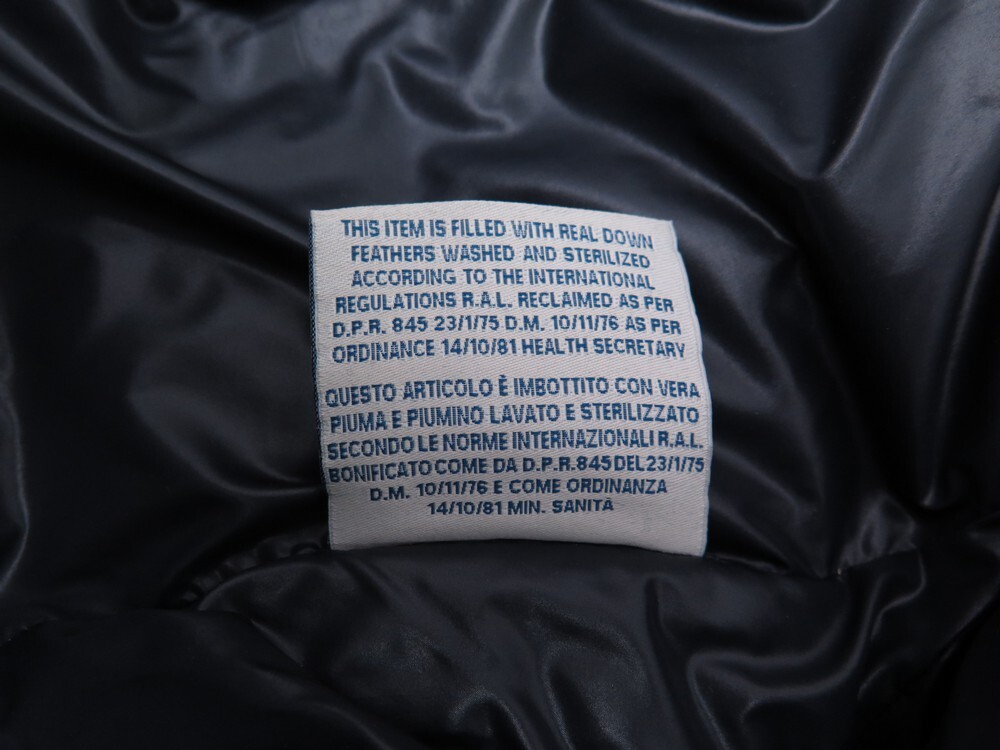 THIS ITEM IS FILLED WITH REAL DOWN
FEATHERS WASHED AND STERILIZED
ACCORDING TO THE INTERNATIONAL
REGULATIONS R.A.L. RECLAIMED AS PER
D.P.R. 845 23/1/75 D.M. 10/11/76 AS PER
ORDINANCE 14/10/81 HEALTH SECRETARY
QUESTO ARTICOLO È IMBOTTITO CON VERA
PIUMA E PIUMINO LAVATO E STERILIZZATO
SECONDO LE NORME INTERNAZIONALI R.A.L.
BONIFICATO COME DA D.P.R. 845 DEL 23/1/75
D.M. 10/11/76 E COME ORDINANZA
14/10/81 MIN. SANITÀ